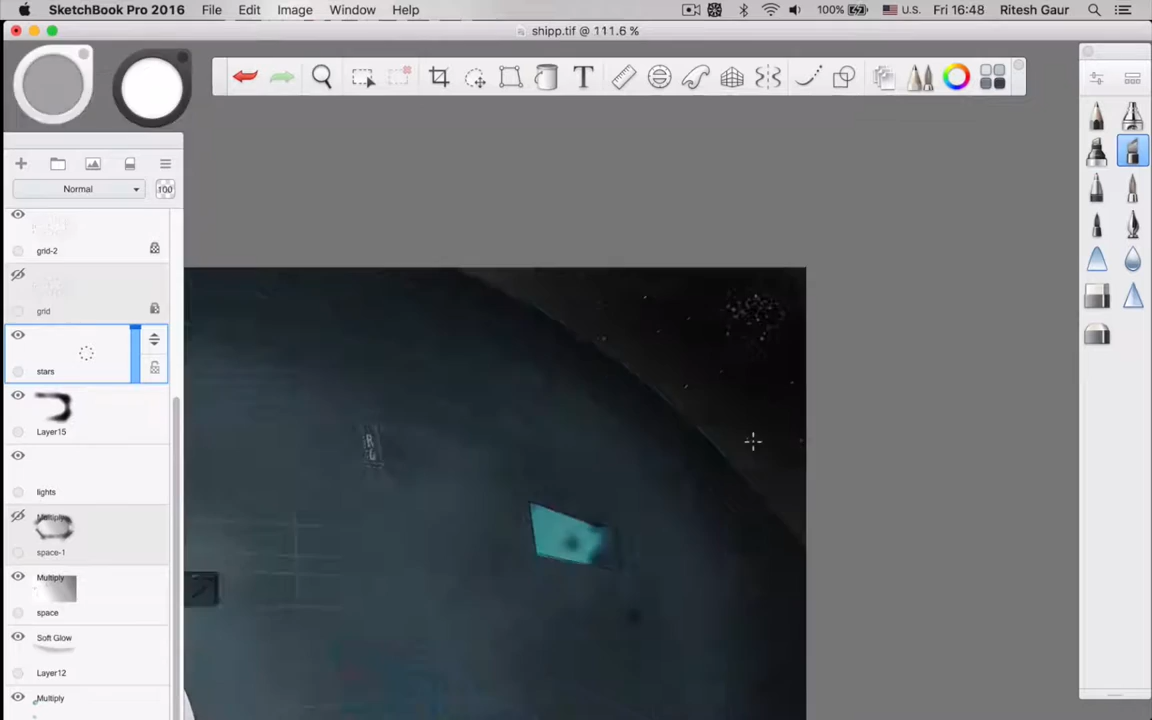 SketchBook Pro 2016 File Edit Image Window Help 100% U.S. Fri 16:48 Ritesh Gaur
shipp.tif @ 111.6 %
T
Normal 100
grid-2
grid
stars
Layer15
lights
Multiply
space-1
Multiply
space
Soft Glow
Layer12
Multiply